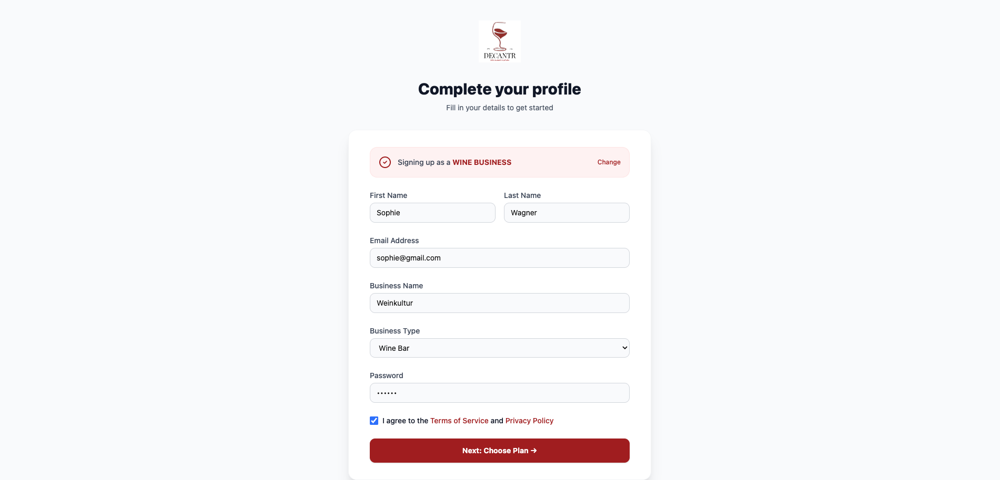 DECANTR
Complete your profile
Fill in your details to get started
Signing up as a WINE BUSINESS
Change
First Name
Last Name
Sophie
Wagner
Email Address
sophie@gmail.com
Business Name
Weinkultur
Business Type
Wine Bar
Password
••••••
I agree to the Terms of Service and Privacy Policy
Next: Choose Plan →